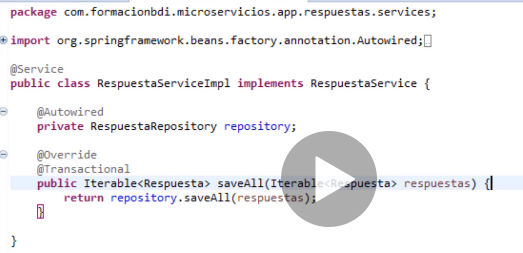 package com.formacionbdi.microservicios.app.respuestas.services;
import org.springframework.beans.factory.annotation.Autowired;
@Service
public class RespuestaServiceImpl implements RespuestaService {
@Autowired
private RespuestaRepository repository;
@Override
@Transactional
public Iterable<Respuesta> saveAll(Iterable<Respuesta> respuestas) {
return repository.saveAll(respuestas);
}
}